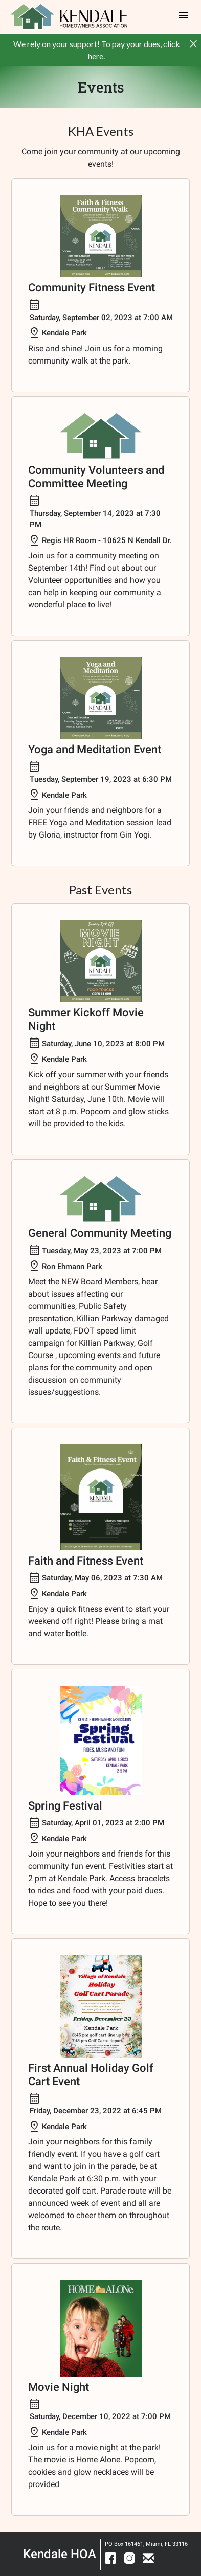 KENDALE
HOMEOWNERS ASSOCIATION
We rely on your support! To pay your dues, click
here.
Events
KHA Events
Come join your community at our upcoming
events!
Faith & Fitness
Community Walk
KENDALE
Community Fitness Event
Saturday, September 02, 2023 at 7:00 AM
Kendale Park
Rise and shine! Join us for a morning
community walk at the park.
Community Volunteers and
Committee Meeting
Thursday, September 14, 2023 at 7:30
PM
Regis HR Room - 10625 N Kendall Dr.
Join us for a community meeting on
September 14th! Find out about our
Volunteer opportunities and how you
can help in keeping our community a
wonderful place to live!
Yoga and
Meditation
KENDALE
Yoga and Meditation Event
Tuesday, September 19, 2023 at 6:30 PM
Kendale Park
Join your friends and neighbors for a
FREE Yoga and Meditation session lead
by Gloria, instructor from Gin Yogi.
Past Events
Summer Kick Off
MOVIE
NIGHT
KENDALE
FOOD TRUCKS
Summer Kickoff Movie
Night
Saturday, June 10, 2023 at 8:00 PM
Kendale Park
Kick off your summer with your friends
and neighbors at our Summer Movie
Night! Saturday, June 10th. Movie will
start at 8 p.m. Popcorn and glow sticks
will be provided to the kids.
General Community Meeting
Tuesday, May 23, 2023 at 7:00 PM
Ron Ehmann Park
Meet the NEW Board Members, hear
about issues affecting our
communities, Public Safety
presentation, Killian Parkway damaged
wall update, FDOT speed limit
campaign for Killian Parkway, Golf
Course , upcoming events and future
plans for the community and open
discussion on community
issues/suggestions.
Faith & Fitness Event
KENDALE
Faith and Fitness Event
Saturday, May 06, 2023 at 7:30 AM
Kendale Park
Enjoy a quick fitness event to start your
weekend off right! Please bring a mat
and water bottle.
KENDALE HOMEOWNERS ASSOCIATION
Spring
Festival
RIDES, MUSIC AND FUN!
SATURDAY, APRIL 1, 2023
KENDALE PARK
2-5 PM
Spring Festival
Saturday, April 01, 2023 at 2:00 PM
Kendale Park
Join your neighbors and friends for this
community fun event. Festivities start at
2 pm at Kendale Park. Access bracelets
to rides and food with your paid dues.
Hope to see you there!
Village of Kendale
Holiday
Golf Cart Parade
Friday, December 23
Kendale Park
First Annual Holiday Golf
Cart Event
Friday, December 23, 2022 at 6:45 PM
Kendale Park
Join your neighbors for this family
friendly event. If you have a golf cart
and want to join in the parade, be at
Kendale Park at 6:30 p.m. with your
decorated golf cart. Parade route will be
announced week of event and all are
welcomed to cheer them on throughout
the route.
HOME ALONe
Movie Night
Saturday, December 10, 2022 at 7:00 PM
Kendale Park
Join us for a movie night at the park!
The movie is Home Alone. Popcorn,
cookies and glow necklaces will be
provided
Kendale HOA
PO Box 161461, Miami, FL 33116